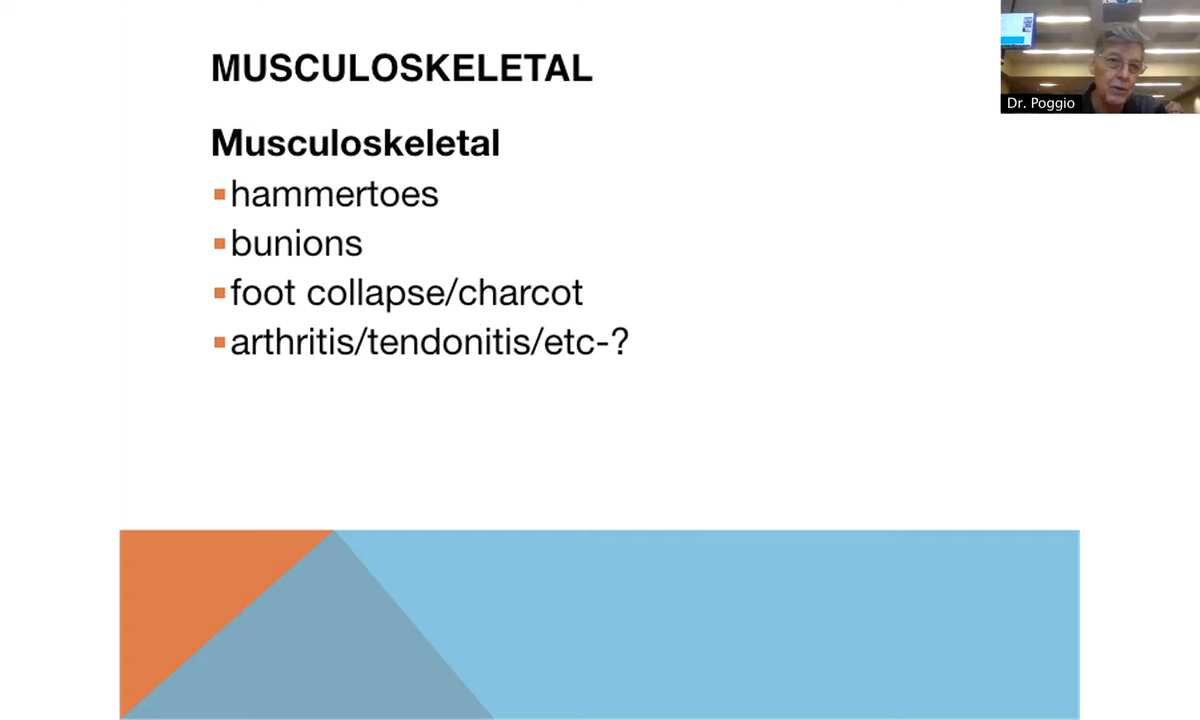 MUSCULOSKELETAL
Musculoskeletal
hammertoes
bunions
foot collapse/charcot
arthritis/tendonitis/etc-?
Dr. Poggio